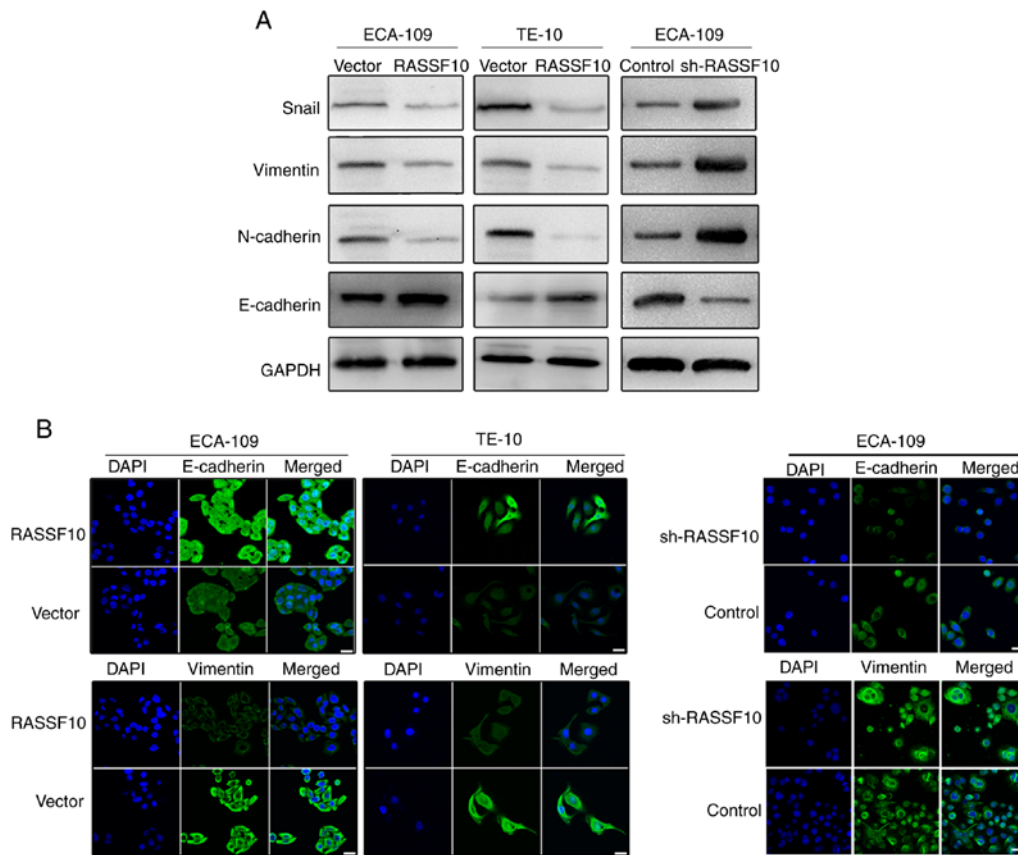 A
ECA-109 TE-10 ECA-109
Vector RASSF10 Vector RASSF10 Control sh-RASSF10
Snail
Vimentin
N-cadherin
E-cadherin
GAPDH
B
ECA-109 TE-10 ECA-109
DAPI E-cadherin Merged DAPI E-cadherin Merged DAPI E-cadherin Merged
RASSF10 sh-RASSF10
Vector Control
DAPI Vimentin Merged DAPI Vimentin Merged DAPI Vimentin Merged
RASSF10 sh-RASSF10
Vector Control